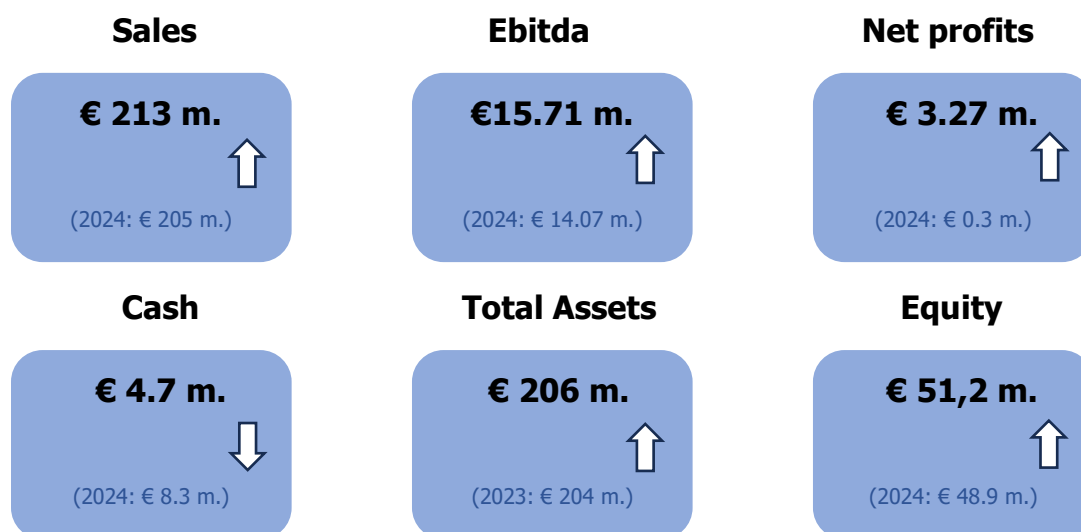 Sales
Ebitda
Net profits
€ 213 m.
€15.71 m.
€ 3.27 m.
(2024: € 205 m.)
(2024: € 14.07 m.)
(2024: € 0.3 m.)
Cash
Total Assets
Equity
€ 4.7 m.
€ 206 m.
€ 51,2 m.
(2024: € 8.3 m.)
(2023: € 204 m.)
(2024: € 48.9 m.)